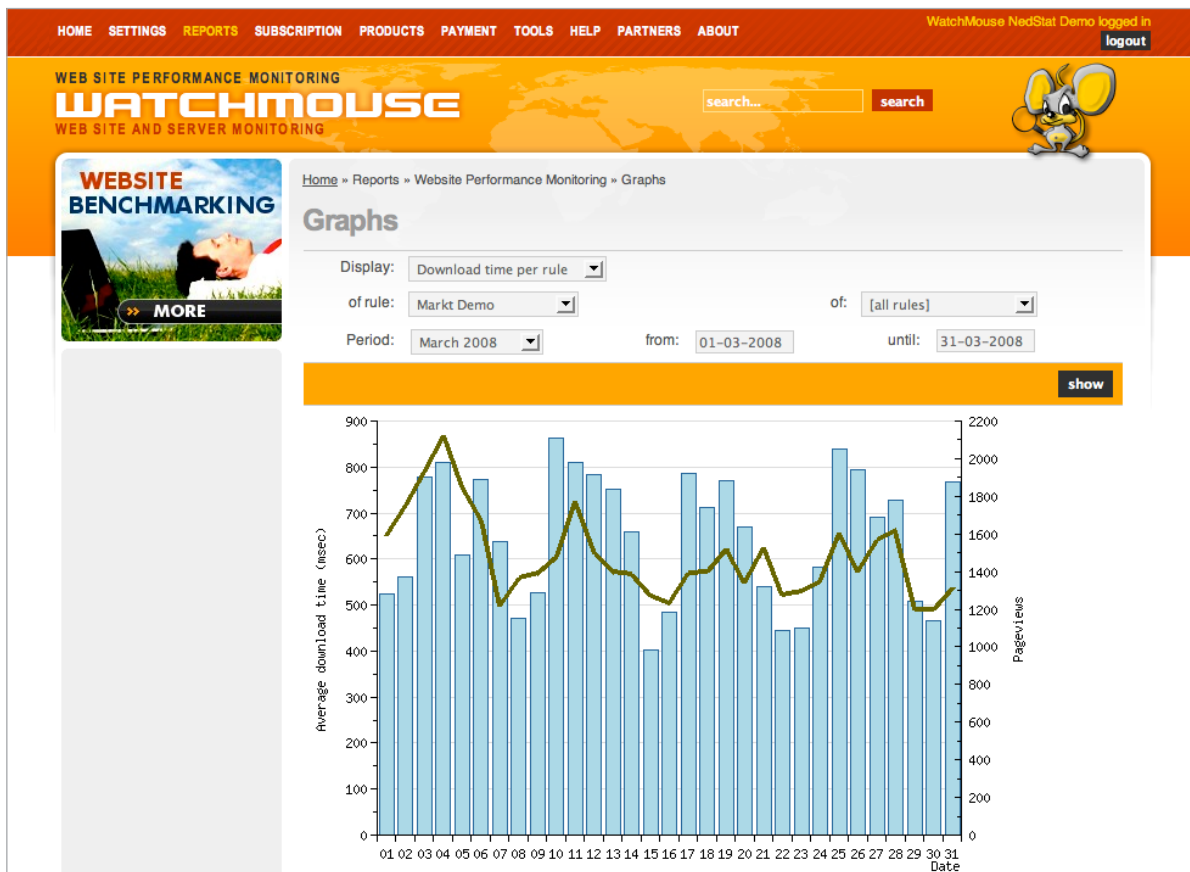 HOME SETTINGS REPORTS SUBSCRIPTION PRODUCTS PAYMENT TOOLS HELP PARTNERS ABOUT
WatchMouse NedStat Demo logged in
logout
WEB SITE PERFORMANCE MONITORING
WATCHMOUSE
WEB SITE AND SERVER MONITORING
search... search
WEBSITE
BENCHMARKING
» MORE
Home » Reports » Website Performance Monitoring » Graphs
Graphs
Display: Download time per rule
of rule: Markt Demo of: [all rules]
Period: March 2008 from: 01-03-2008 until: 31-03-2008
show
Average download time (msec)
900
800
700
600
500
400
300
200
100
0
2200
2000
1800
1600
1400
1200
1000
800
600
400
200
0
Pageviews
01 02 03 04 05 06 07 08 09 10 11 12 13 14 15 16 17 18 19 20 21 22 23 24 25 26 27 28 29 30 31
Date